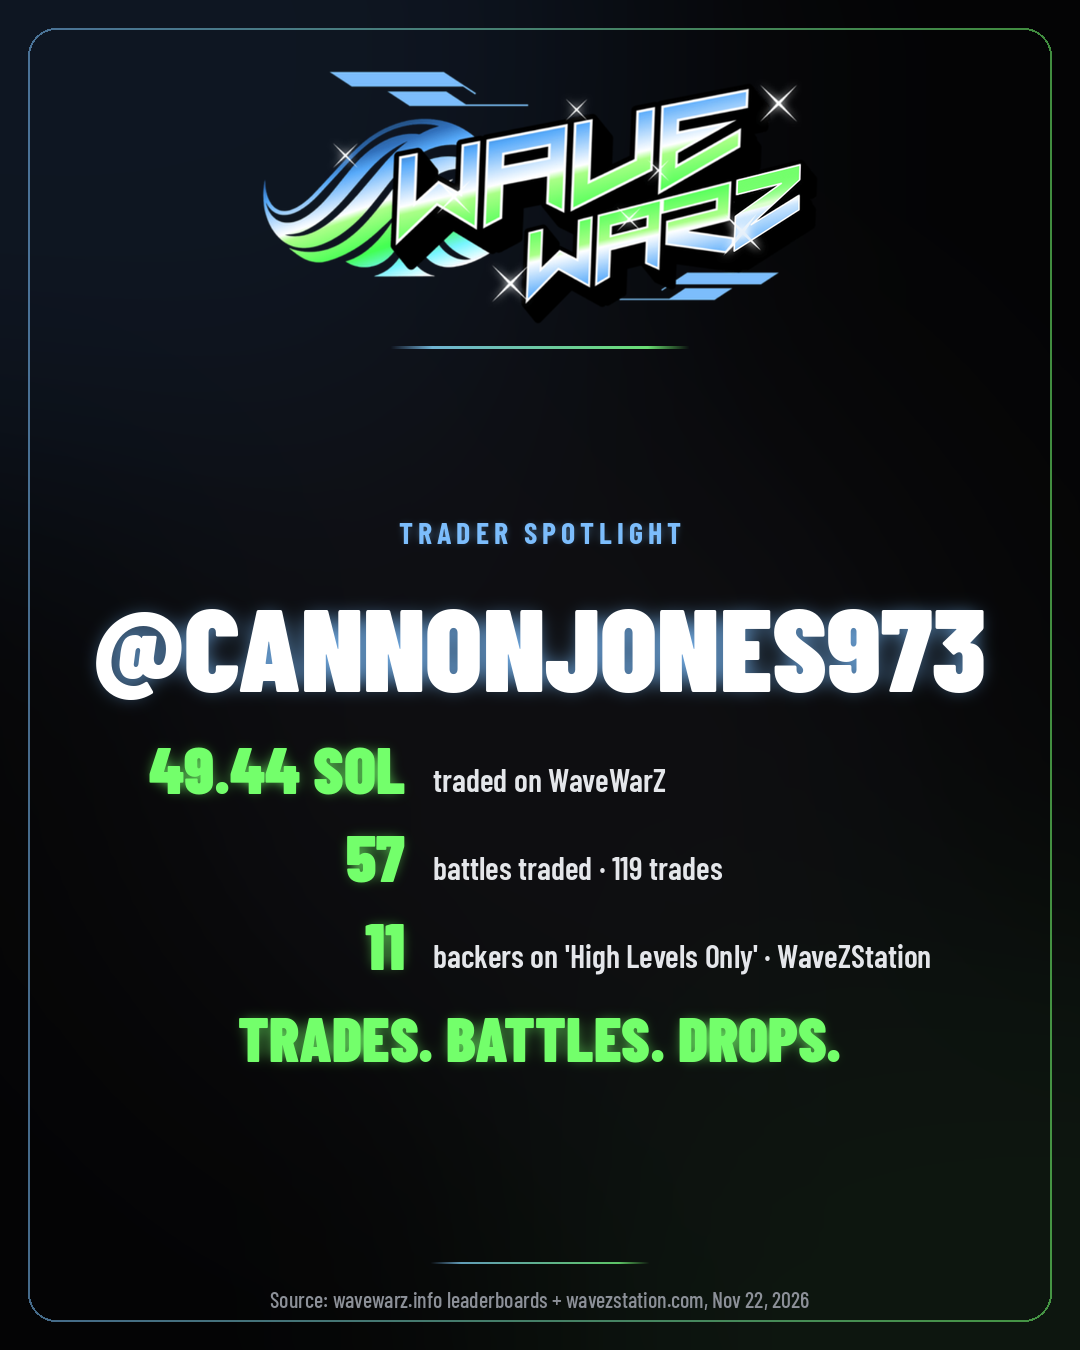 WAVE
WARZ
TRADER SPOTLIGHT
@CANNONJONES973
49.44 SOL traded on WaveWarZ
57 battles traded · 119 trades
11 backers on 'High Levels Only' · WaveZStation
TRADES. BATTLES. DROPS.
Source: wavewarz.info leaderboards + wavezstation.com, Nov 22, 2026